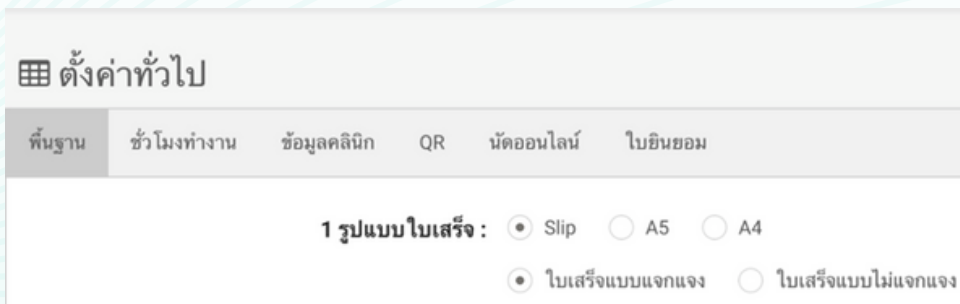 ตั้งค่าทั่วไป
พื้นฐาน ชั่วโมงทำงาน ข้อมูลคลินิก QR นัดออนไลน์ ใบยินยอม
1 รูปแบบใบเสร็จ : Slip A5 A4
ใบเสร็จแบบแจกแจง ใบเสร็จแบบไม่แจกแจง